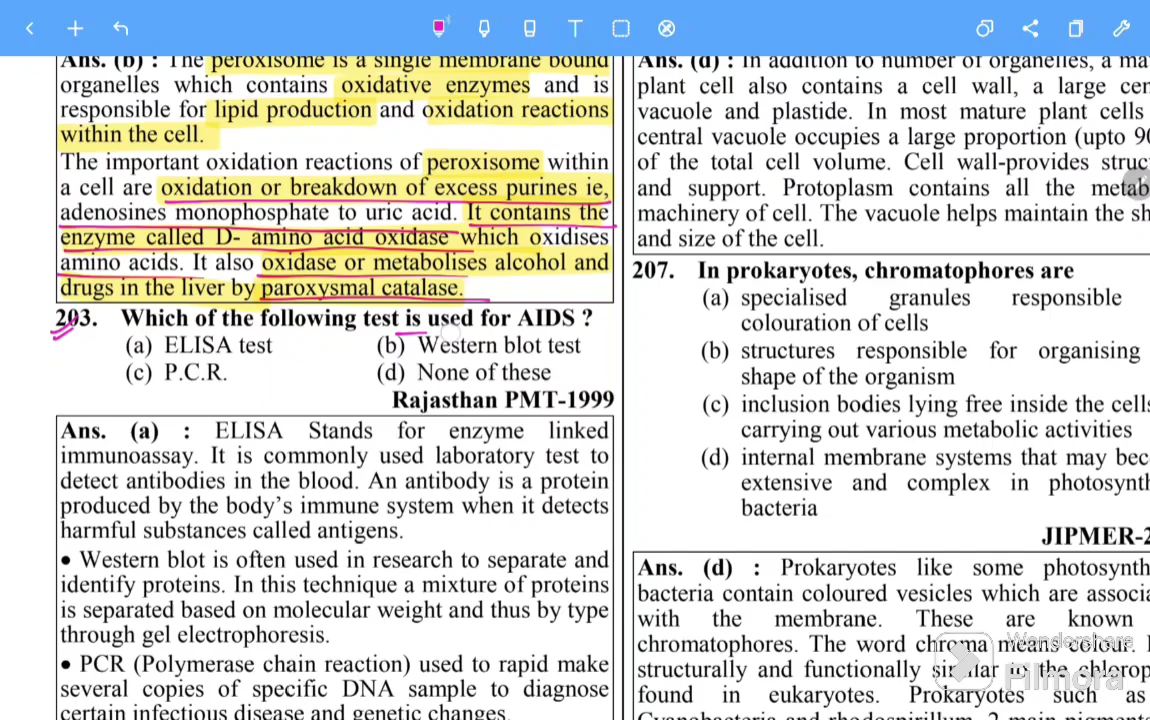 Ans. (b) : The peroxisome is a single membrane bound
organelles which contains oxidative enzymes and is
responsible for lipid production and oxidation reactions
within the cell.
The important oxidation reactions of peroxisome within
a cell are oxidation or breakdown of excess purines ie,
adenosines monophosphate to uric acid. It contains the
enzyme called D- amino acid oxidase which oxidises
amino acids. It also oxidase or metabolises alcohol and
drugs in the liver by paroxysmal catalase.
203. Which of the following test is used for AIDS ?
(a) ELISA test (b) Western blot test
(c) P.C.R. (d) None of these
Rajasthan PMT-1999
Ans. (a) : ELISA Stands for enzyme linked
immunoassay. It is commonly used laboratory test to
detect antibodies in the blood. An antibody is a protein
produced by the body's immune system when it detects
harmful substances called antigens.
• Western blot is often used in research to separate and
identify proteins. In this technique a mixture of proteins
is separated based on molecular weight and thus by type
through gel electrophoresis.
• PCR (Polymerase chain reaction) used to rapid make
several copies of specific DNA sample to diagnose
certain infectious disease and genetic changes.
Ans. (d) : In addition to number of organelles, a ma
plant cell also contains a cell wall, a large cen
vacuole and plastide. In most mature plant cells
central vacuole occupies a large proportion (upto 90
of the total cell volume. Cell wall-provides struc
and support. Protoplasm contains all the metab
machinery of cell. The vacuole helps maintain the sh
and size of the cell.
207. In prokaryotes, chromatophores are
(a) specialised granules responsible
colouration of cells
(b) structures responsible for organising
shape of the organism
(c) inclusion bodies lying free inside the cells
carrying out various metabolic activities
(d) internal membrane systems that may bec
extensive and complex in photosynth
bacteria
JIPMER-2
Ans. (d) : Prokaryotes like some photosynth
bacteria contain coloured vesicles which are associa
with the membrane. These are known
chromatophores. The word chroma means colour.
structurally and functionally similar to the chlorop
found in eukaryotes. Prokaryotes such as
Wondershare
Filmora